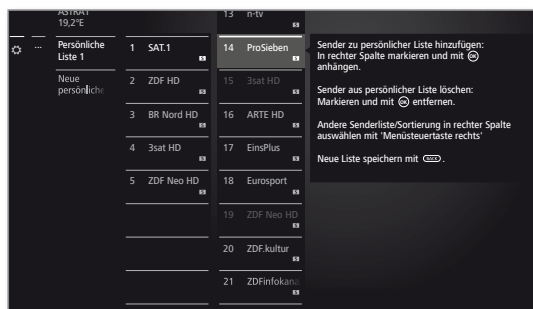 ASTRA1
19,2°E
...
Persönliche
Liste 1
Neue
persönliche
1 SAT.1
S
2 ZDF HD
S
3 BR Nord HD
S
4 3sat HD
S
5 ZDF Neo HD
S
13 n-tv
S
14 ProSieben
S
15 3sat HD
S
16 ARTE HD
S
17 EinsPlus
S
18 Eurosport
S
19 ZDF Neo HD
S
20 ZDF.kultur
S
21 ZDFinfokana
S
Sender zu persönlicher Liste hinzufügen:
In rechter Spalte markieren und mit OK
anhängen.
Sender aus persönlicher Liste löschen:
Markieren und mit OK entfernen.
Andere Senderliste/Sortierung in rechter Spalte
auswählen mit 'Menüsteuertaste rechts'
Neue Liste speichern mit BACK.